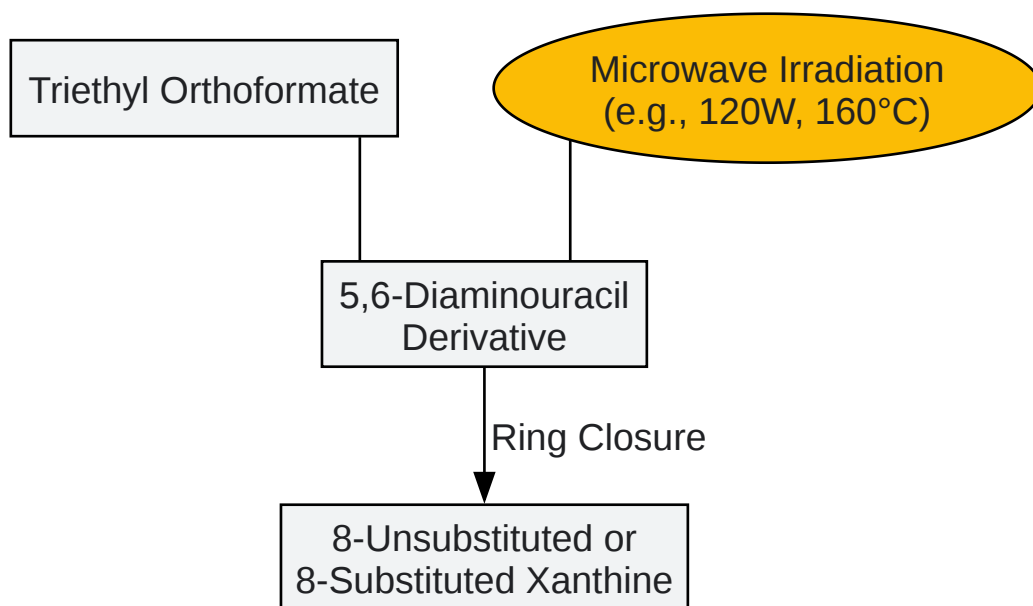 Triethyl Orthoformate
Microwave Irradiation
(e.g., 120W, 160°C)
5,6-Diaminouracil
Derivative
Ring Closure
8-Unsubstituted or
8-Substituted Xanthine